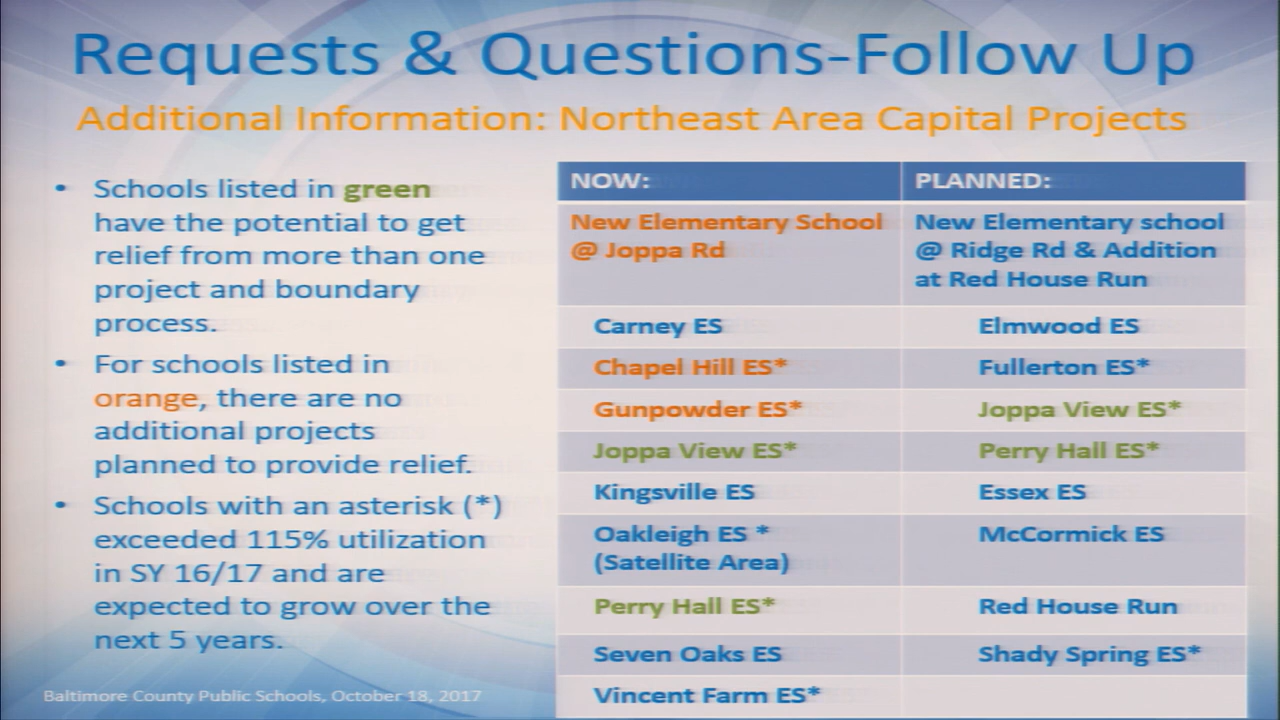 Requests & Questions-Follow Up
Additional Information: Northeast Area Capital Projects
• Schools listed in green
have the potential to get
relief from more than one
project and boundary
process.
• For schools listed in
orange, there are no
additional projects
planned to provide relief.
• Schools with an asterisk (*)
exceeded 115% utilization
in SY 16/17 and are
expected to grow over the
next 5 years.
Baltimore County Public Schools, October 18, 2017
NOW: PLANNED:
New Elementary School
@ Joppa Rd
New Elementary school
@ Ridge Rd & Addition
at Red House Run
Carney ES Elmwood ES
Chapel Hill ES* Fullerton ES*
Gunpowder ES* Joppa View ES*
Joppa View ES* Perry Hall ES*
Kingsville ES Essex ES
Oakleigh ES * McCormick ES
(Satellite Area)
Perry Hall ES* Red House Run
Seven Oaks ES Shady Spring ES*
Vincent Farm ES*